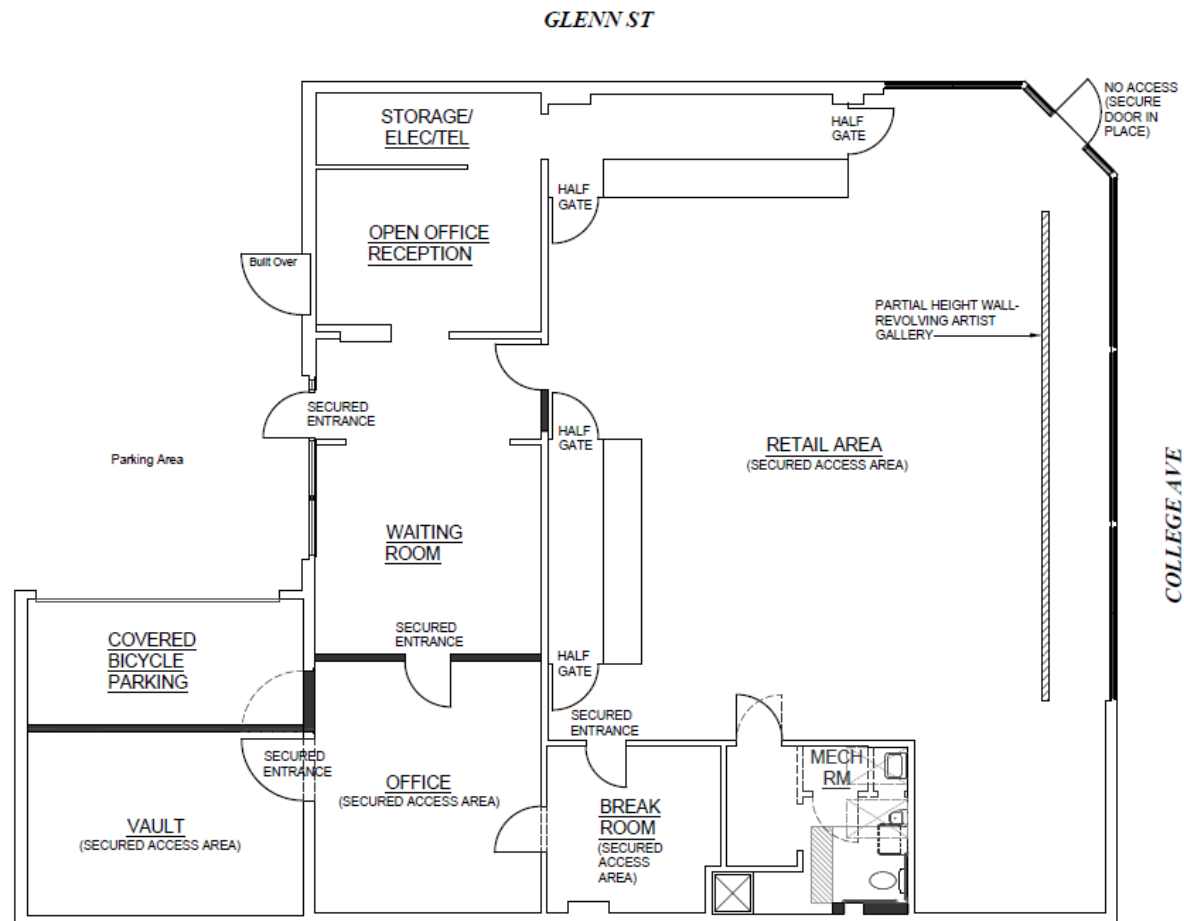 GLENN ST
NO ACCESS
(SECURE
DOOR IN
PLACE)
STORAGE/
ELEC/TEL
HALF
GATE
HALF
GATE
OPEN OFFICE
RECEPTION
Built Over
PARTIAL HEIGHT WALL-
REVOLVING ARTIST
GALLERY
SECURED
ENTRANCE
HALF
GATE
RETAIL AREA
(SECURED ACCESS AREA)
Parking Area
COLLEGE AVE
WAITING
ROOM
SECURED
ENTRANCE
COVERED
BICYCLE
PARKING
HALF
GATE
SECURED
ENTRANCE
SECURED
ENTRANCE
MECH
RM
OFFICE
(SECURED ACCESS AREA)
BREAK
ROOM
(SECURED
ACCESS
AREA)
VAULT
(SECURED ACCESS AREA)